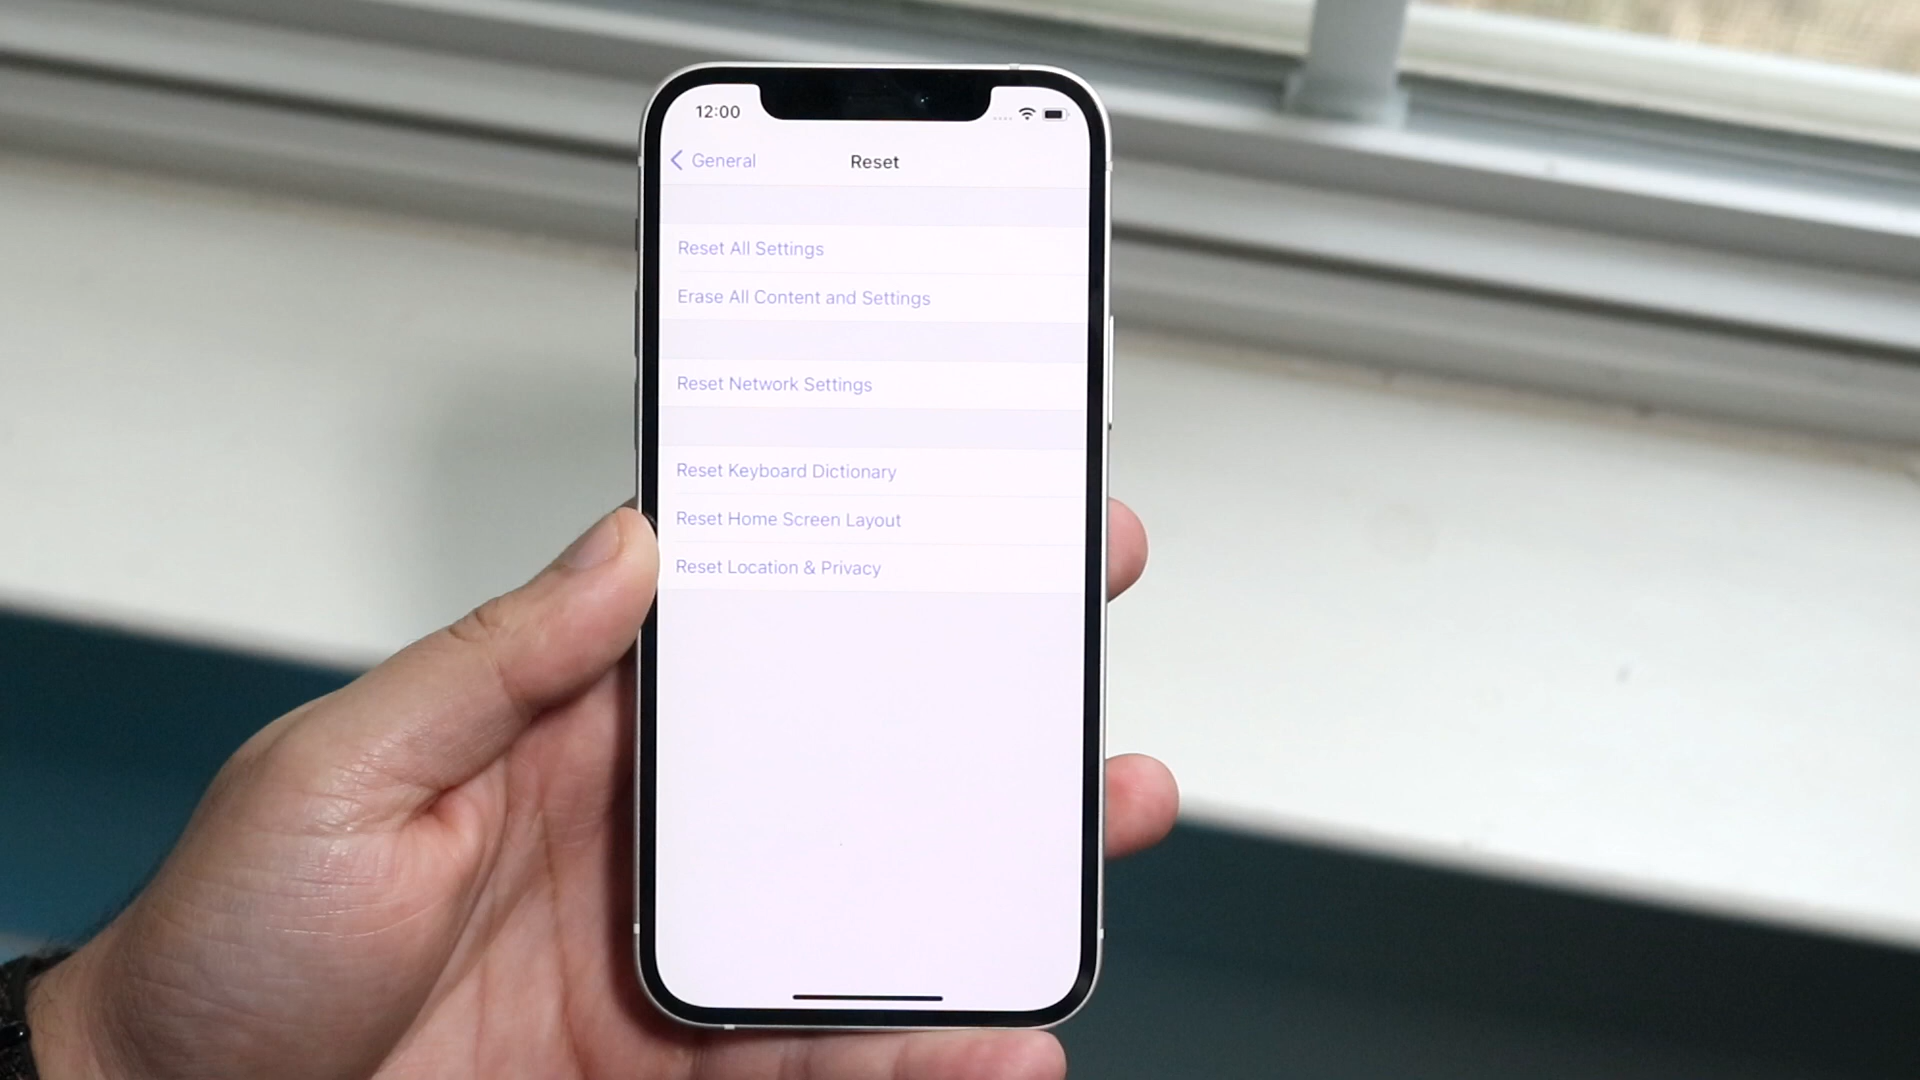 12:00
General
Reset
Reset All Settings
Erase All Content and Settings
Reset Network Settings
Reset Keyboard Dictionary
Reset Home Screen Layout
Reset Location & Privacy